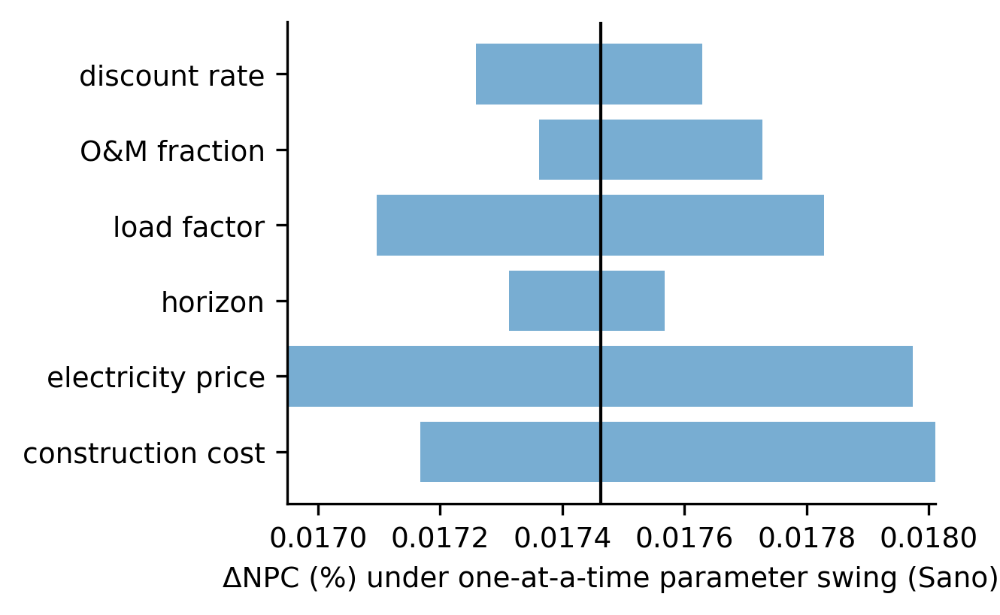 discount rate
O&M fraction
load factor
horizon
electricity price
construction cost
0.0170 0.0172 0.0174 0.0176 0.0178 0.0180
ΔNPC (%) under one-at-a-time parameter swing (Sano)